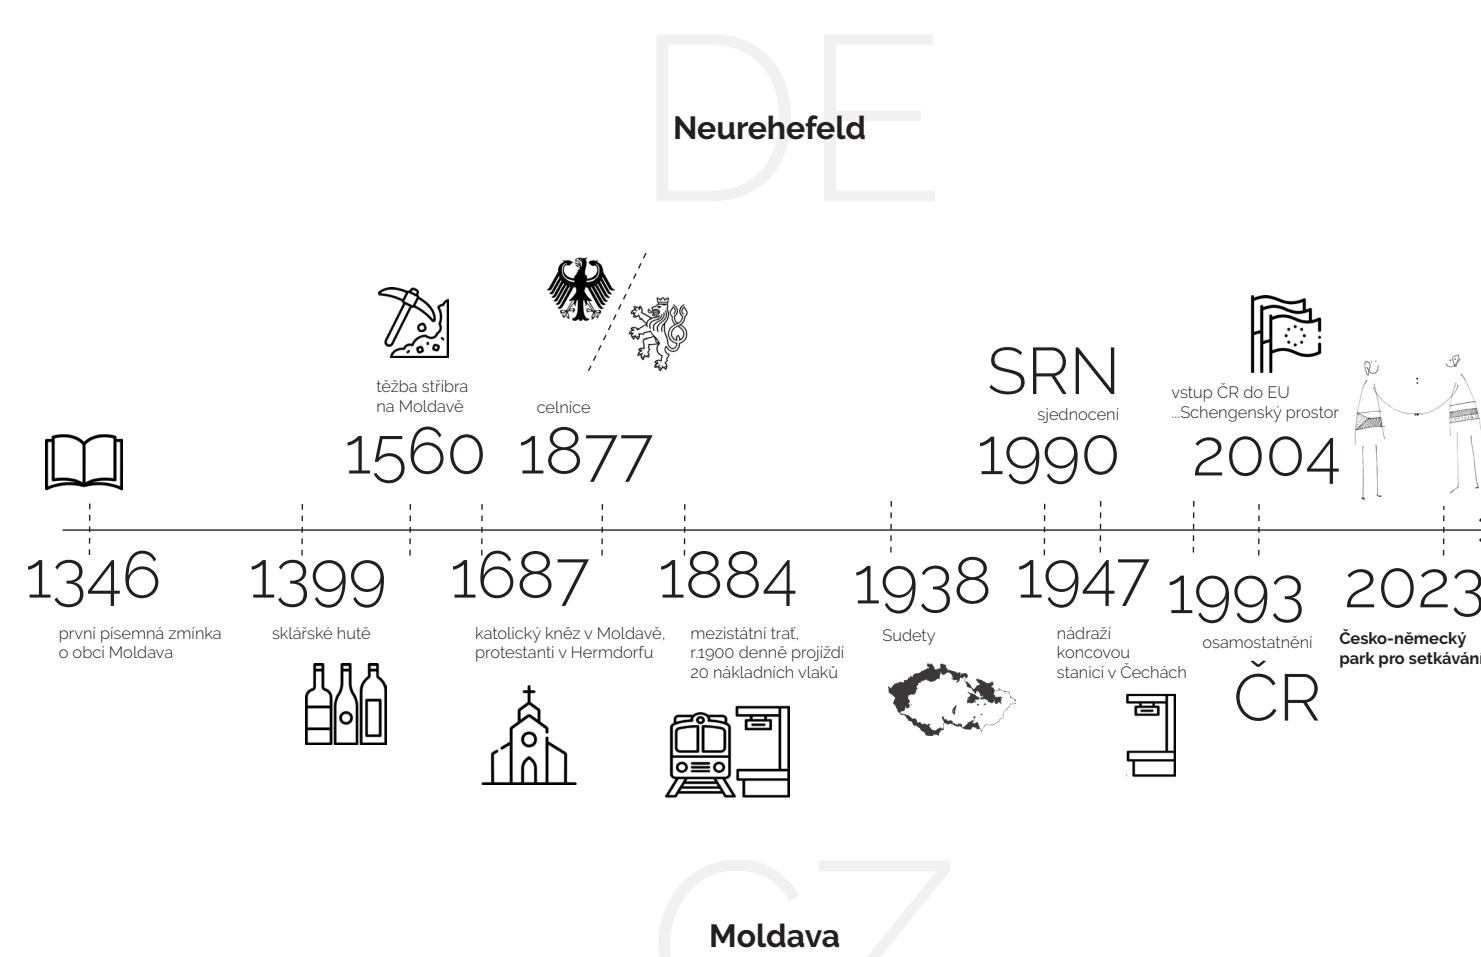 DE
Neurehefeld
těžba stříbra
na Moldavě
1560
celnice
1877
SRN
sjednocení
1990
vstup ČR do EU
...Schengenský prostor
2004
1346
první písemná zmínka
o obci Moldava
1399
sklářské hutě
1687
katolický kněz v Moldavě,
protestanti v Hermdorfu
1884
mezistátní trať,
r.1900 denně projíždí
20 nákladních vlaků
1938
Sudety
1947
nádraží
koncovou
stanicí v Čechách
1993
osamostatnění
ČR
2023
Česko-německý
park pro setkávání
CZ
Moldava